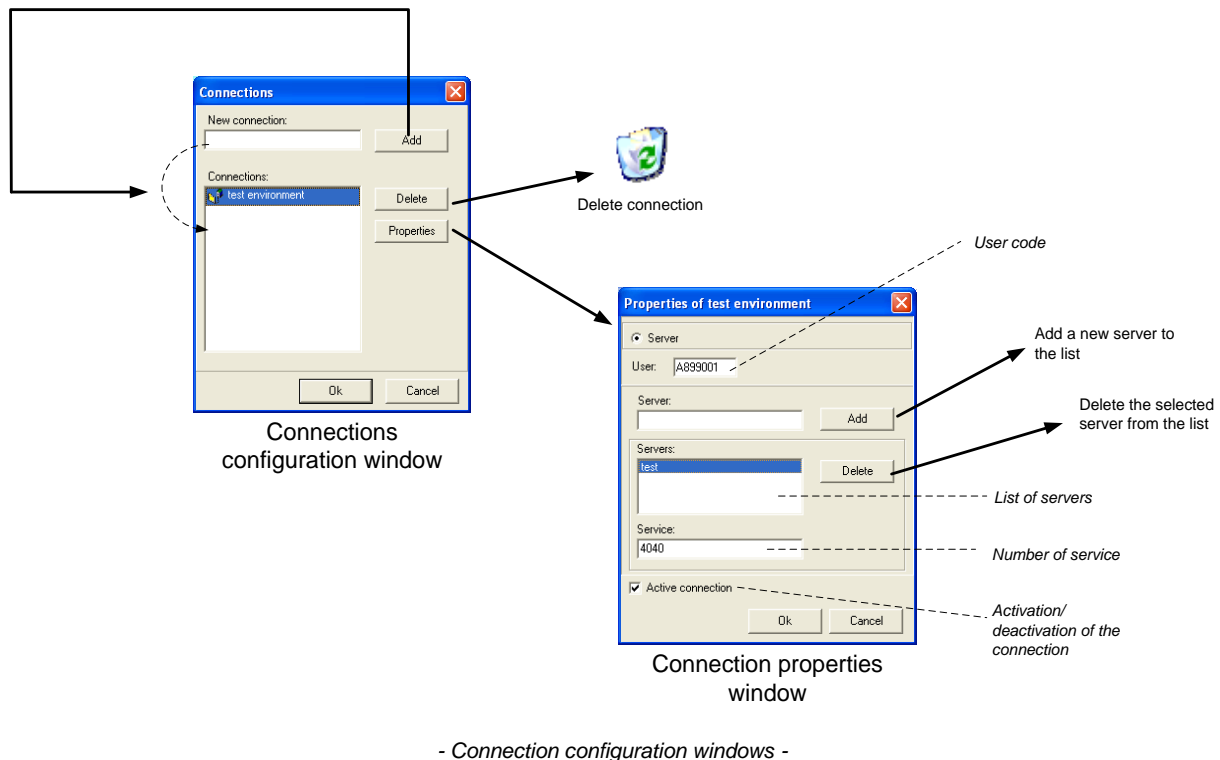 Connections
New connection:
Add
Connections:
test environment
Delete
Properties
Ok
Cancel
Connections
configuration window
Delete connection
User code
Properties of test environment
Server
User:
A899001
Server:
Add
Servers:
test
Delete
Service:
4040
Active connection
Ok
Cancel
Connection properties
window
Add a new server to
the list
Delete the selected
server from the list
List of servers
Number of service
Activation/
deactivation of the
connection
- Connection configuration windows -